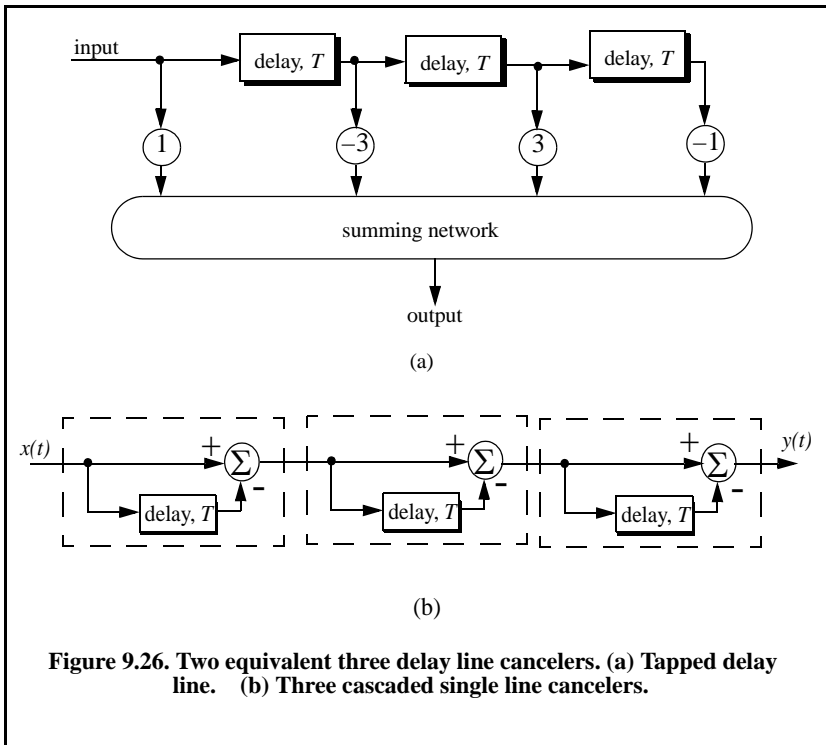 input
delay, T
delay, T
delay, T
1
−3
3
−1
summing network
output
(a)
x(t)
+
Σ
-
delay, T
+
Σ
-
delay, T
+
Σ
-
delay, T
y(t)
(b)
Figure 9.26. Two equivalent three delay line cancelers. (a) Tapped delay
line. (b) Three cascaded single line cancelers.